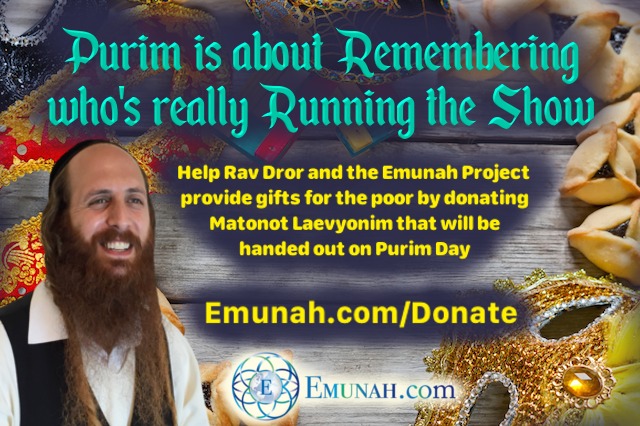 Purim is about Remembering
who's really Running the Show
Help Rav Dror and the Emunah Project
provide gifts for the poor by donating
Matonot Laevyonim that will be
handed out on Purim Day
Emunah.com/Donate
E EMUNAH.com